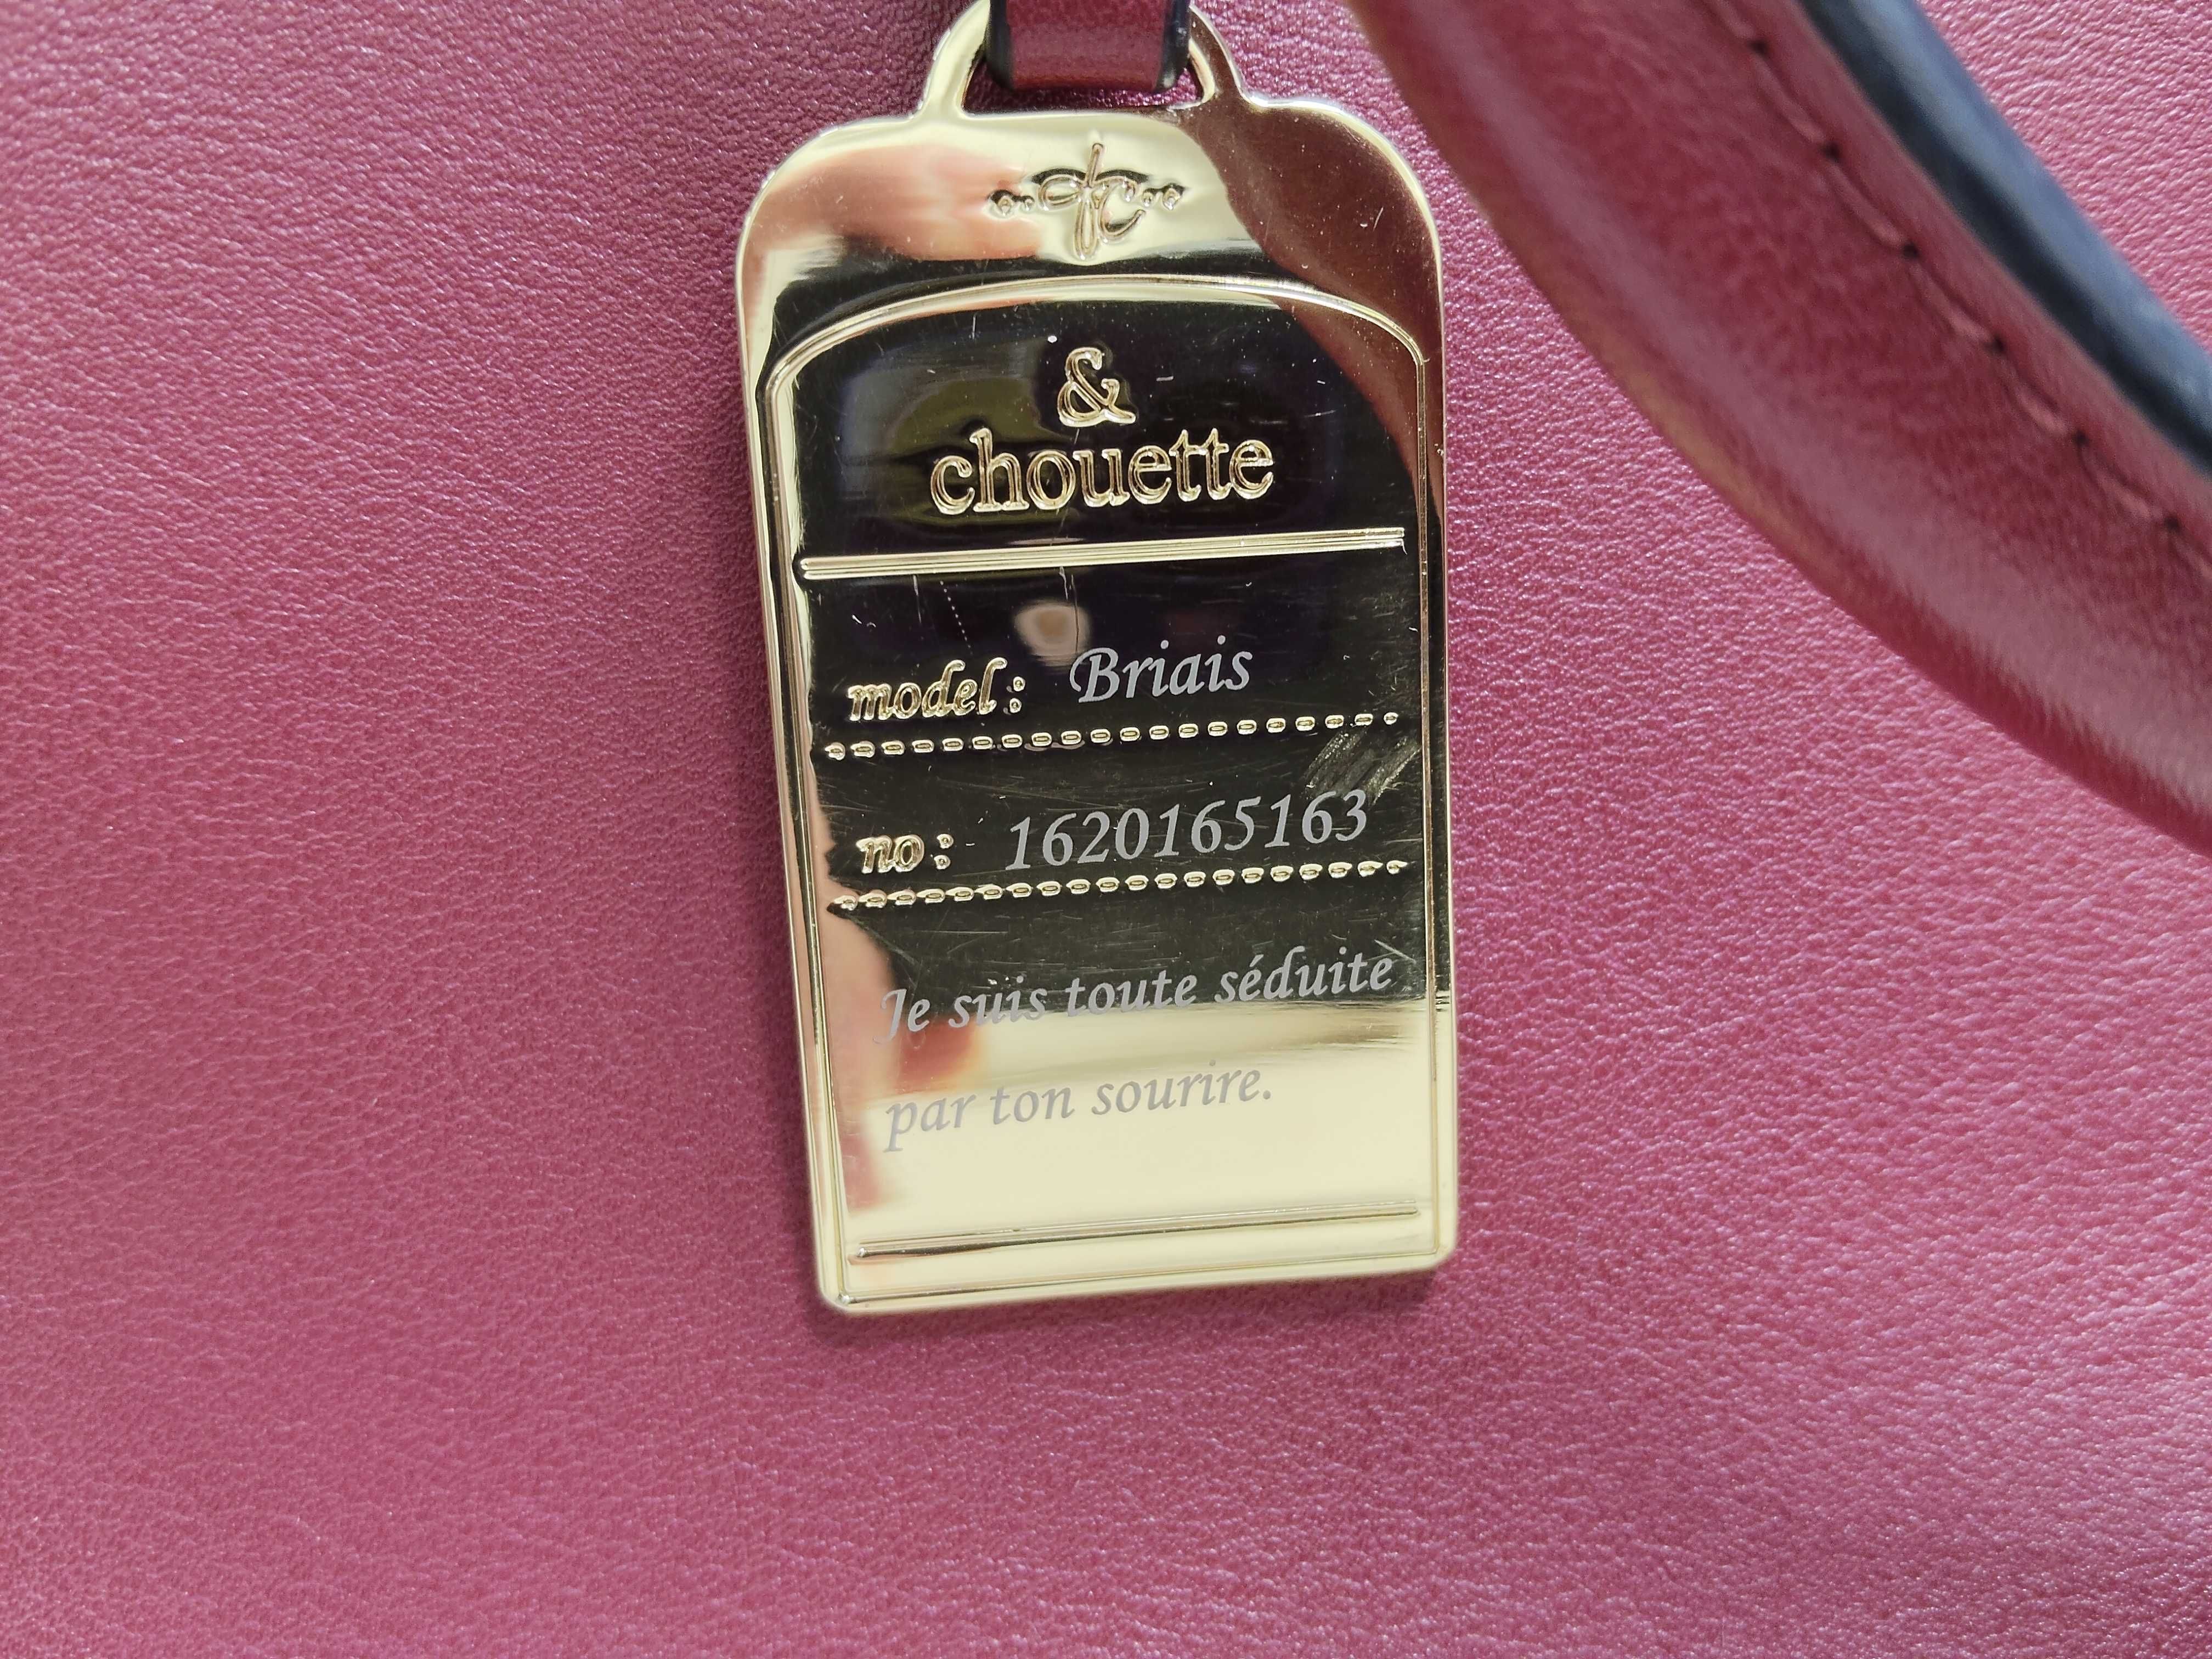 &
chouette
model: Briais
no: 1620165163
Je suis toute séduite
par ton sourire.